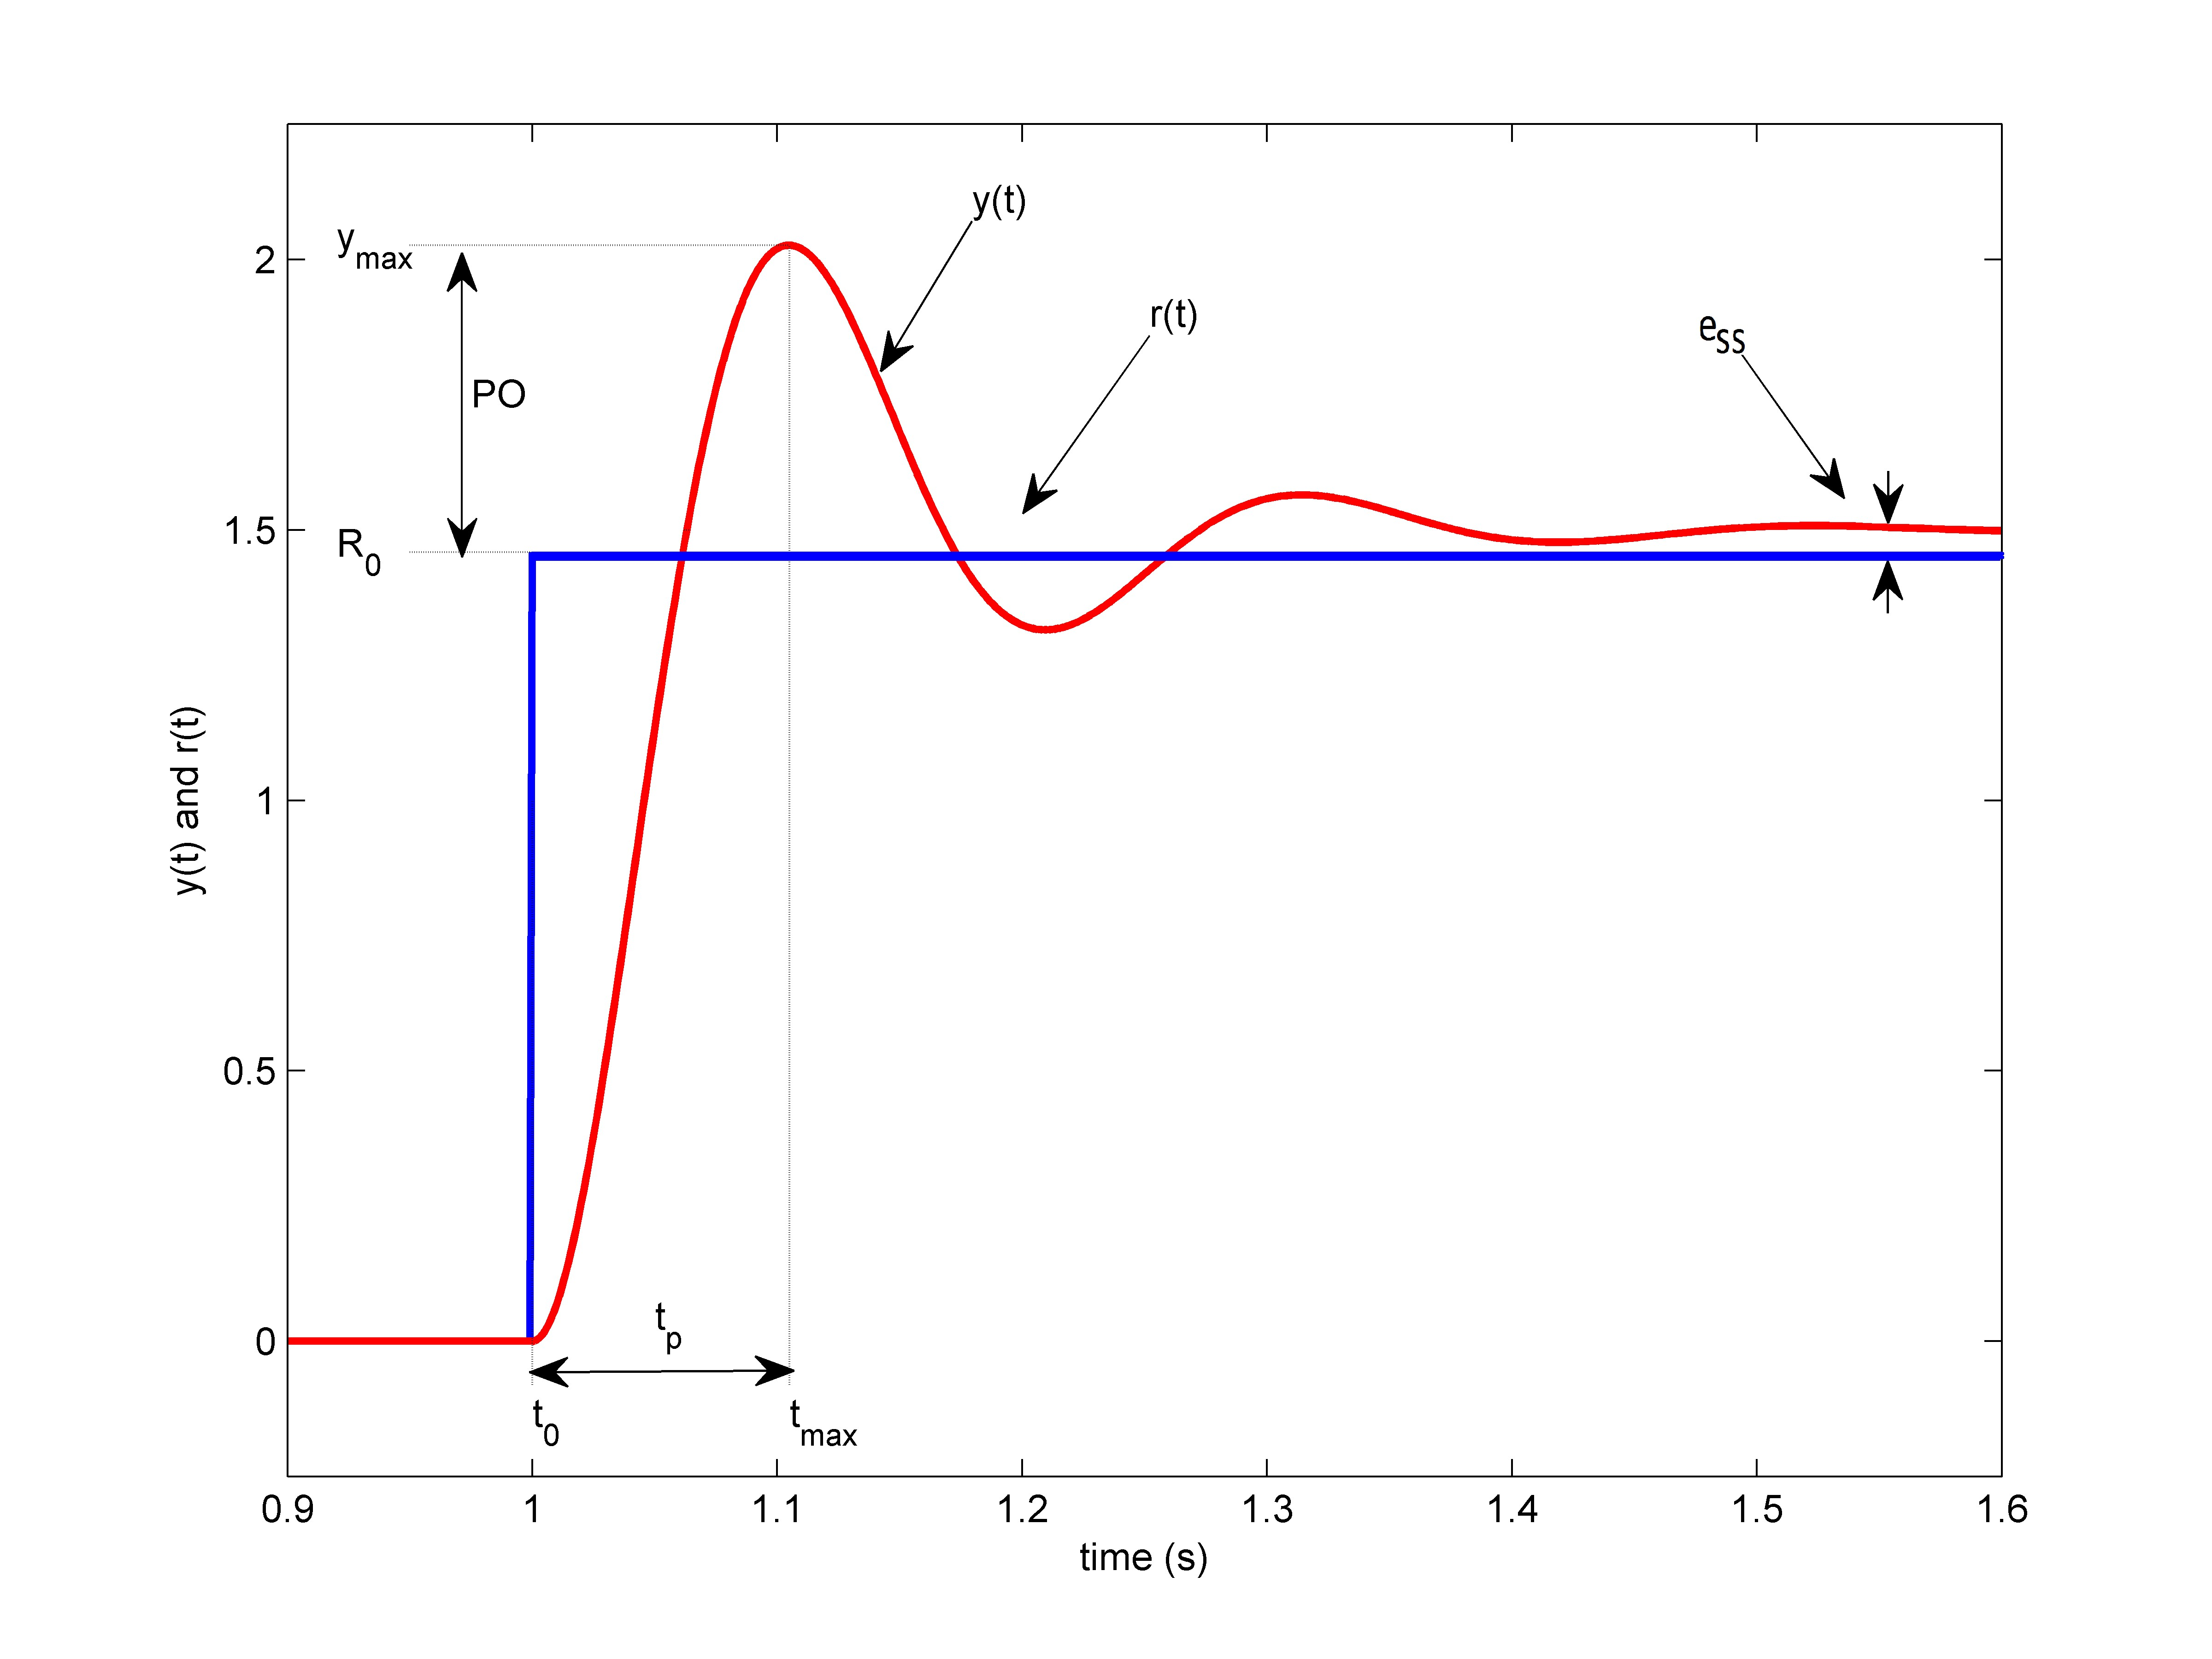 y(t)
y_max
2
r(t)
e_ss
PO
1.5
R_0
y(t) and r(t)
1
0.5
t_p
0
t_0
t_max
0.9 1 1.1 1.2 1.3 1.4 1.5 1.6
time (s)